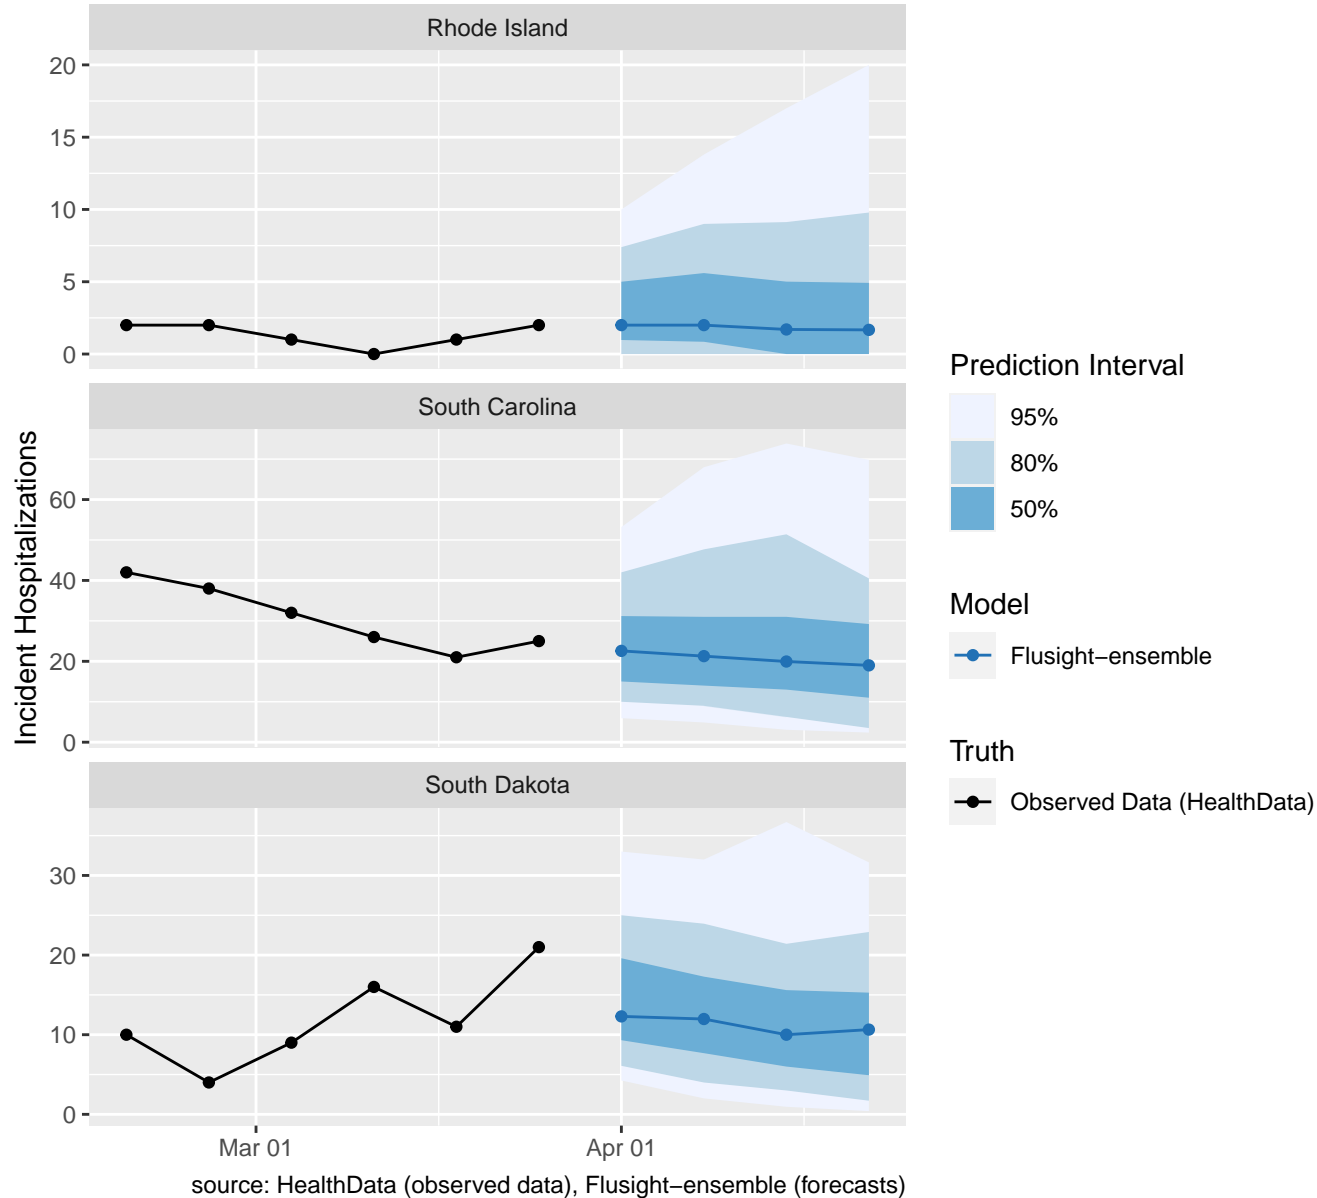 Rhode Island
20
15
10
5
0
South Carolina
60
40
20
0
South Dakota
30
20
10
0
Incident Hospitalizations
Mar 01
Apr 01
source: HealthData (observed data), Flusight−ensemble (forecasts)
Prediction Interval
95%
80%
50%
Model
Flusight−ensemble
Truth
Observed Data (HealthData)